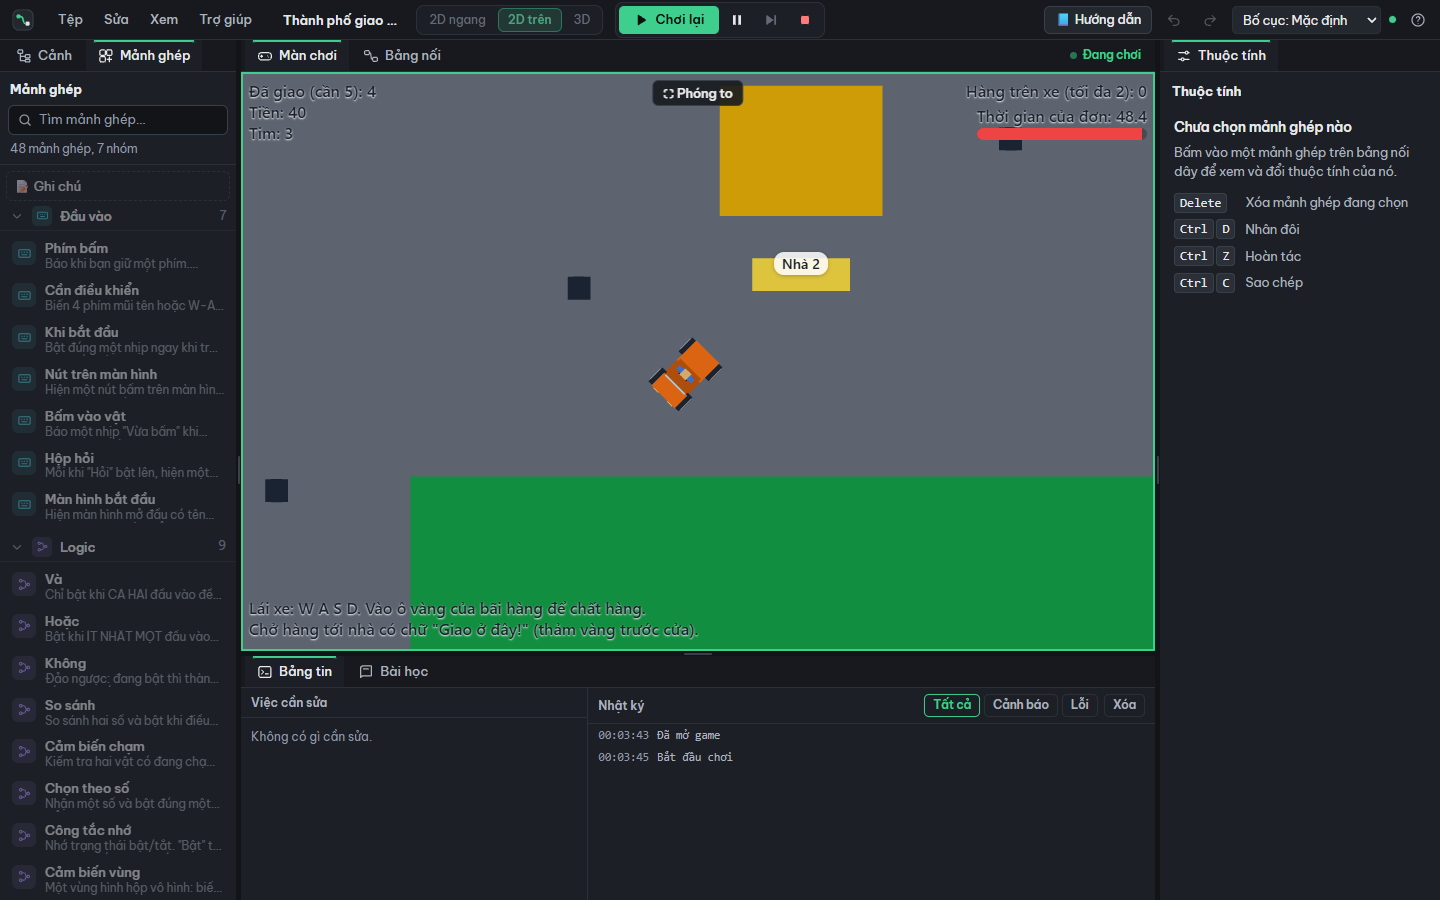 Tệp Sửa Xem Trợ giúp Thành phố giao ... 2D ngang 2D trên 3D Chơi lại Hướng dẫn Bố cục: Mặc định
Cảnh Mảnh ghép
Màn chơi Bảng nối Đang chơi
Thuộc tính
Mảnh ghép
Tìm mảnh ghép...
48 mảnh ghép, 7 nhóm
Ghi chú
Đầu vào 7
Phím bấm
Báo khi bạn giữ một phím....
Cần điều khiển
Biến 4 phím mũi tên hoặc W-A...
Khi bắt đầu
Bật đúng một nhịp ngay khi tr...
Nút trên màn hình
Hiện một nút bấm trên màn hìn...
Bấm vào vật
Báo một nhịp "Vừa bấm" khi...
Hộp hỏi
Mỗi khi "Hỏi" bật lên, hiện một...
Màn hình bắt đầu
Hiện màn hình mở đầu có tên...
Logic 9
Và
Chỉ bật khi CẢ HAI đầu vào đề...
Hoặc
Bật khi ÍT NHẤT MỘT đầu vào...
Không
Đảo ngược: đang bật thì thàn...
So sánh
So sánh hai số và bật khi điều...
Cảm biến chạm
Kiểm tra hai vật có đang chạ...
Chọn theo số
Nhận một số và bật đúng một...
Công tắc nhớ
Nhớ trạng thái bật/tắt. "Bật" t...
Cảm biến vùng
Một vùng hình hộp vô hình: biế...
Đã giao (cần 5): 4
Tiền: 40
Tim: 3
Phóng to
Hàng trên xe (tối đa 2): 0
Thời gian của đơn: 48.4
Nhà 2
Lái xe: W A S D. Vào ô vàng của bãi hàng để chất hàng.
Chở hàng tới nhà có chữ "Giao ở đây!" (thảm vàng trước cửa).
Bảng tin Bài học
Việc cần sửa
Không có gì cần sửa.
Nhật ký Tất cả Cảnh báo Lỗi Xóa
00:03:43 Đã mở game
00:03:45 Bắt đầu chơi
Thuộc tính
Chưa chọn mảnh ghép nào
Bấm vào một mảnh ghép trên bảng nối
dây để xem và đổi thuộc tính của nó.
Delete Xóa mảnh ghép đang chọn
Ctrl D Nhân đôi
Ctrl Z Hoàn tác
Ctrl C Sao chép